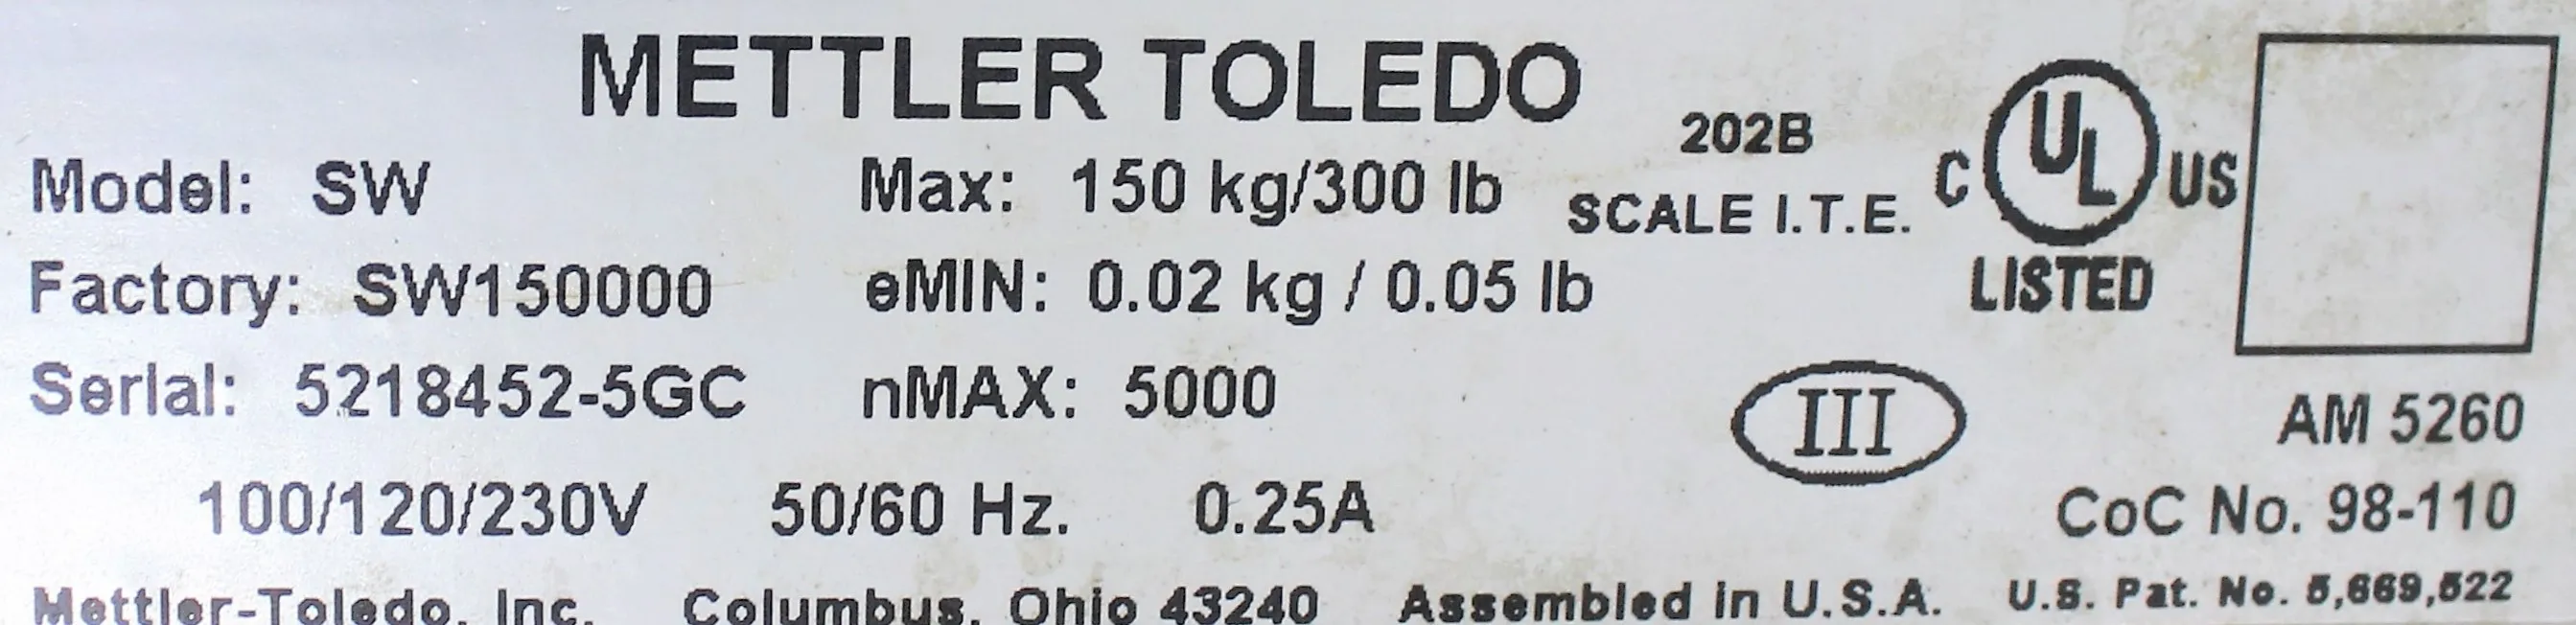 METTLER TOLEDO
202B
SCALE I.T.E.
C UL US
LISTED
Model: SW Max: 150 kg/300 lb
Factory: SW150000 eMIN: 0.02 kg / 0.05 lb
Serial: 5218452-5GC nMAX: 5000
III
AM 5260
100/120/230V 50/60 Hz. 0.25A
CoC No. 98-110
Mettler-Toledo, Inc. Columbus, Ohio 43240 Assembled in U.S.A. U.S. Pat. No. 5,669,522